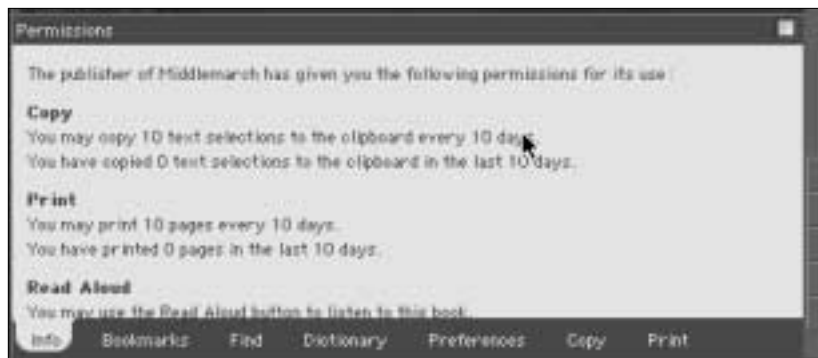 Permissions
The publisher of Middlemarch has given you the following permissions for its use :
Copy
You may copy 10 text selections to the clipboard every 10 days.
You have copied 0 text selections to the clipboard in the last 10 days.
Print
You may print 10 pages every 10 days.
You have printed 0 pages in the last 10 days.
Read Aloud
You may use the Read Aloud button to listen to this book.
Info Bookmarks Find Dictionary Preferences Copy Print